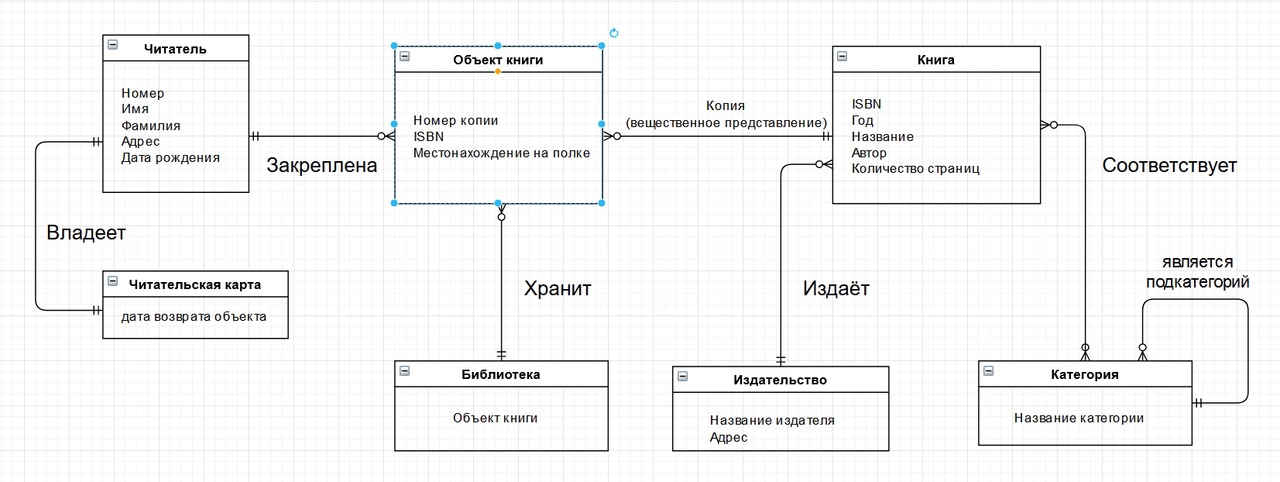 Читатель
Номер
Имя
Фамилия
Адрес
Дата рождения
Закреплена
Объект книги
Номер копии
ISBN
Местонахождение на полке
Копия
(вещественное представление)
Книга
ISBN
Год
Название
Автор
Количество страниц
Соответствует
Владеет
Читательская карта
дата возврата объекта
Хранит
Издаёт
является
подкатегорий
Библиотека
Объект книги
Издательство
Название издателя
Адрес
Категория
Название категории